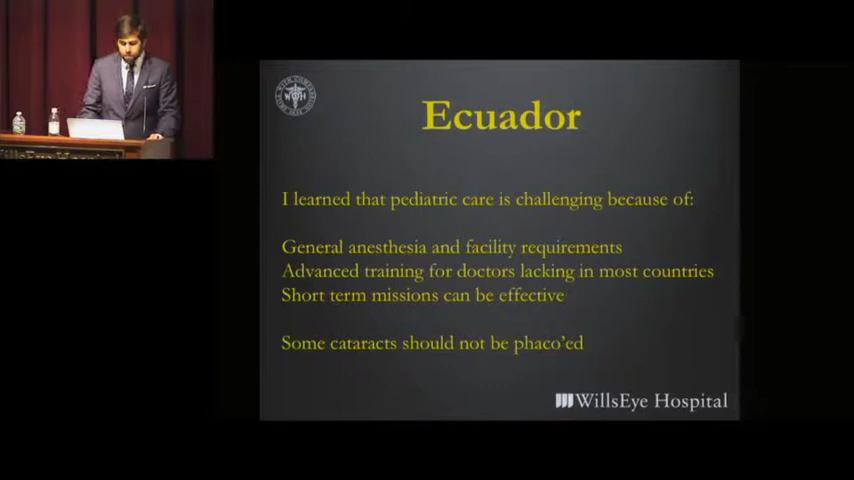 Ecuador
I learned that pediatric care is challenging because of:
General anesthesia and facility requirements
Advanced training for doctors lacking in most countries
Short term missions can be effective
Some cataracts should not be phaco'ed
WillsEye Hospital